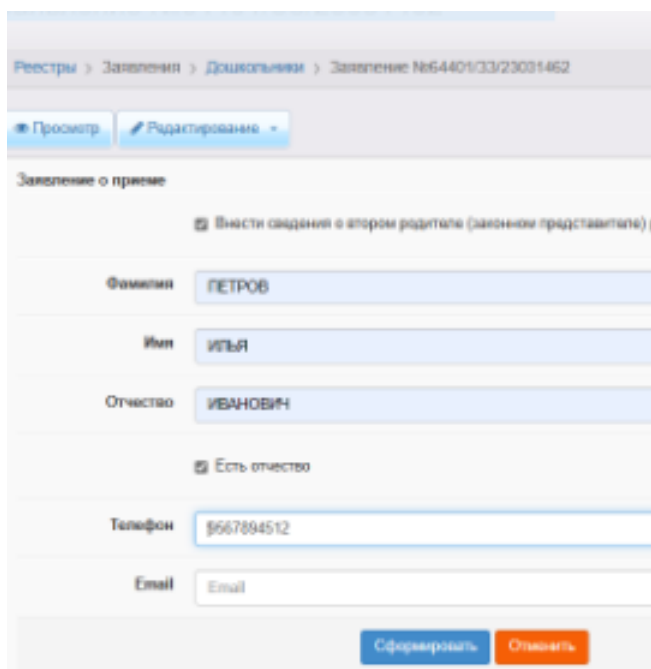 Реестры > Заявления > Дошкольники > Заявление №64401/33/23031462
Просмотр Редактирование
Заявление о приеме
Внести сведения о втором родителе (законном представителе)
Фамилия ПЕТРОВ
Имя ИЛЬЯ
Отчество ИВАНОВИЧ
Есть отчество
Телефон 9567894512
Email Email
Сформировать Отменить